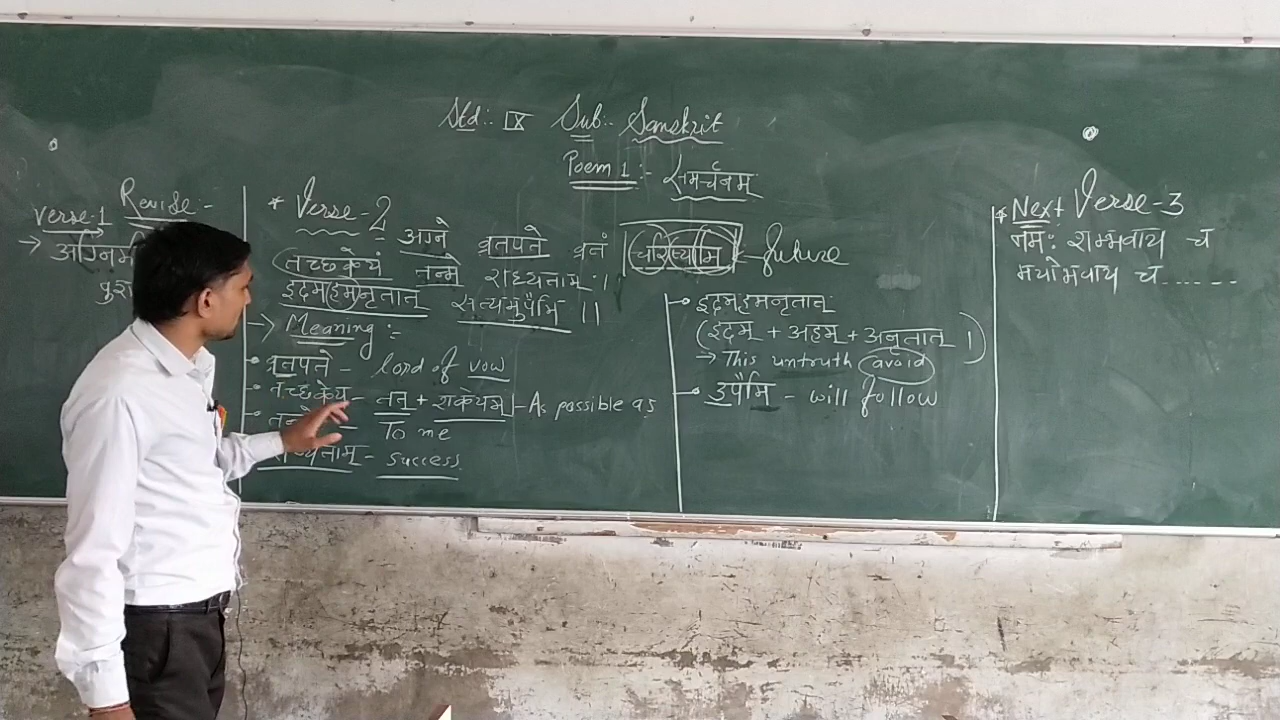 Std:- IX Sub:- Sanskrit
Poem 1:- समर्चनम्
Revise:-
Verse-1
→ अग्निम
* Verse-2
अग्ने व्रतपते व्रतं चरिष्यामि - future
तच्छकेयं तन्मे राध्यताम् ।
इदमहमनृतात् सत्यमुपैमि ||
→ Meaning:-
व्रतपते - lord of vow
तच्छकेयं - तत् + शकेयम् - As possible as
To me
success
इदमहमनृतात्
(इदम् + अहम् + अनृतात् ।)
→ This untruth avoid
उपैमि - will follow
* Next Verse-3
नमः शम्भवाय च
मयोभवाय च......